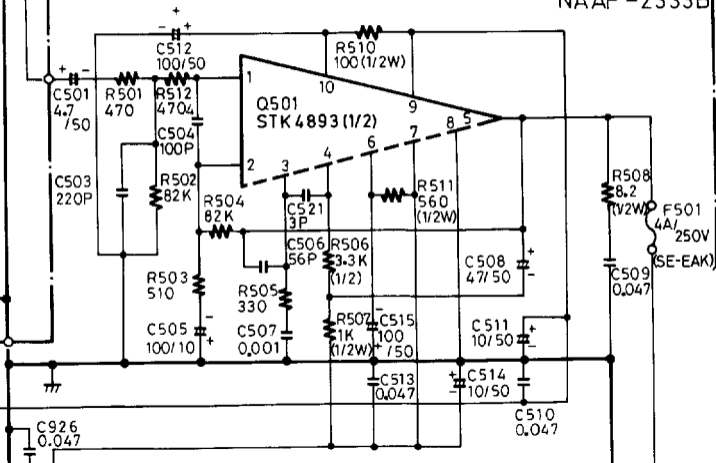 NAAF-2333B
C512
100/50
R510
100(1/2W)
10
9
1
C501
4.7
/50
R501
470
R512
4704
Q501
STK4893(1/2)
8 5
7
6
C504
100P
2
3
4
C503
220P
R502
82K
R504
82K
C521
3P
R511
560
(1/2W)
R508
8.2
(1/2W)
F501
4A/
250V
(SE-EAK)
C506
56P
R506
3.3K
(1/2)
C508
47/50
C509
0.047
R503
510
R505
330
C505
100/10
C507
0.001
R507
1K
(1/2W)
C515
100
/50
C511
10/50
C513
0.047
C514
10/50
C510
0.047
C926
0.047